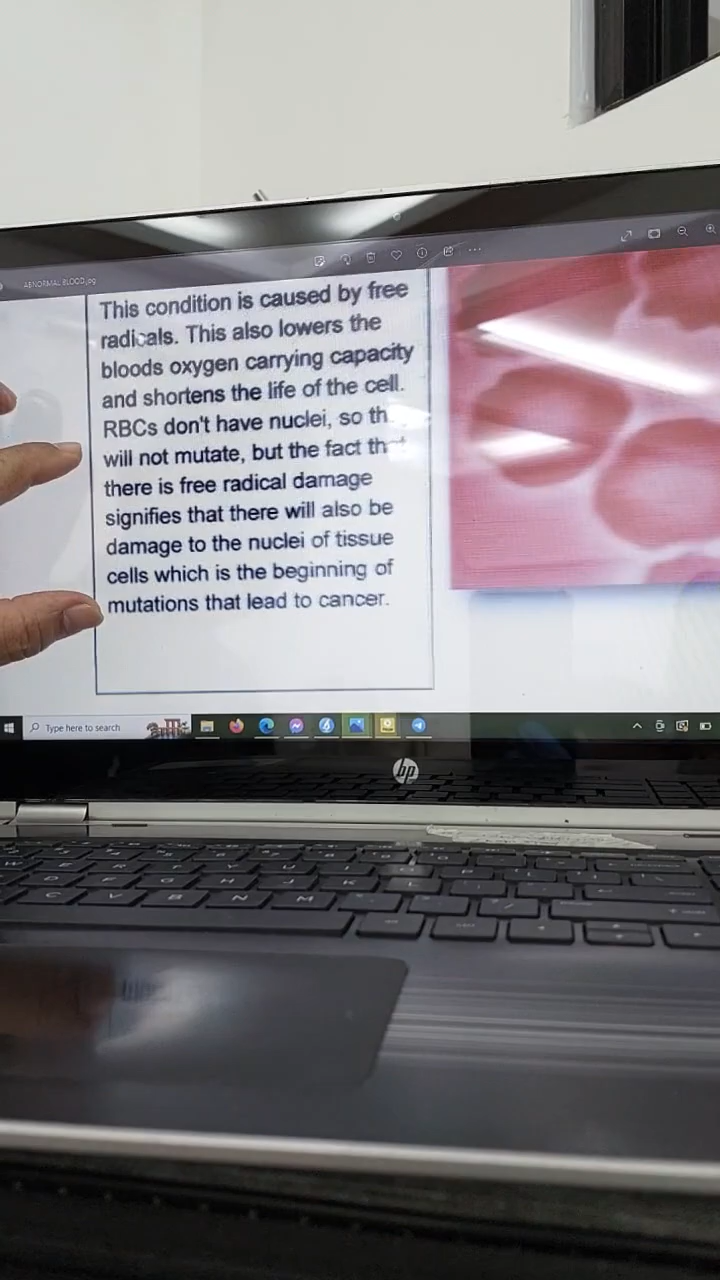 ABNORMAL BLOOD.jpg
This condition is caused by free
radicals. This also lowers the
bloods oxygen carrying capacity
and shortens the life of the cell.
RBCs don't have nuclei, so
will not mutate, but the fact that
there is free radical damage
signifies that there will also be
damage to the nuclei of tissue
cells which is the beginning of
mutations that lead to cancer.
Type here to search
hp
W E R T Y U I P
D F G H J K L
C V B N M